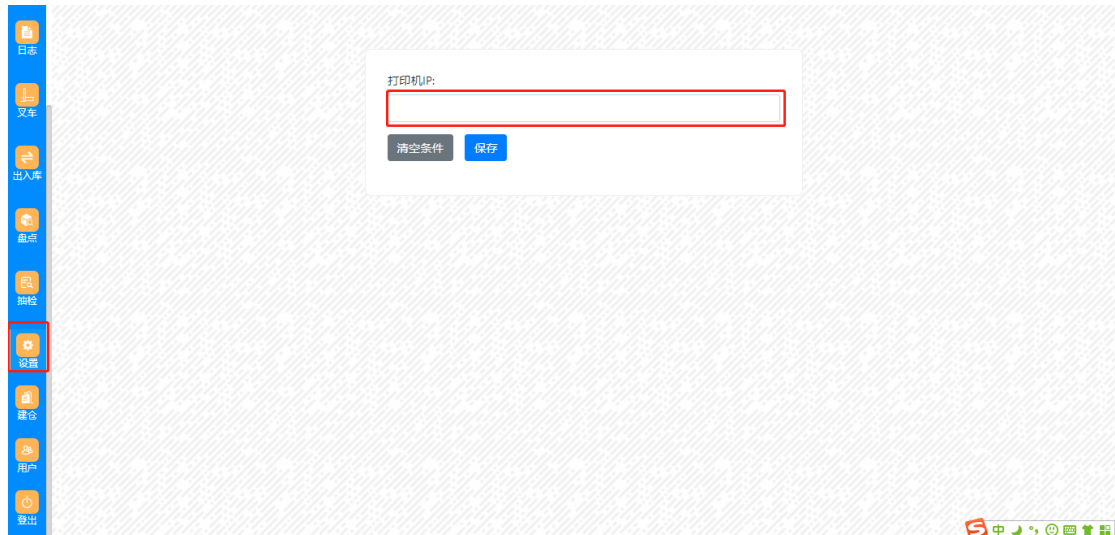 日志
叉车
出入库
盘点
抽检
设置
建仓
用户
登出
打印机IP:
清空条件
保存
中